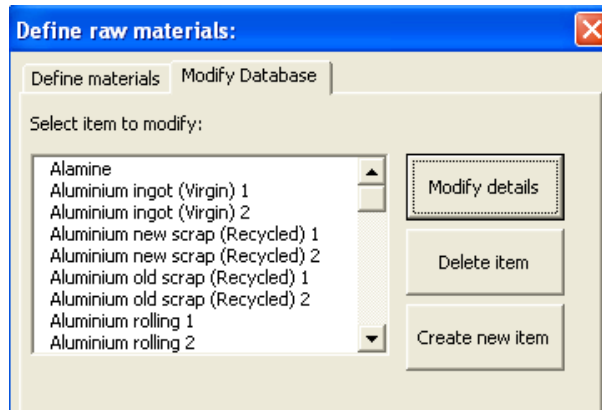 Define raw materials:
Define materials
Modify Database
Select item to modify:
Alamine
Aluminium ingot (Virgin) 1
Aluminium ingot (Virgin) 2
Aluminium new scrap (Recycled) 1
Aluminium new scrap (Recycled) 2
Aluminium old scrap (Recycled) 1
Aluminium old scrap (Recycled) 2
Aluminium rolling 1
Aluminium rolling 2
Modify details
Delete item
Create new item